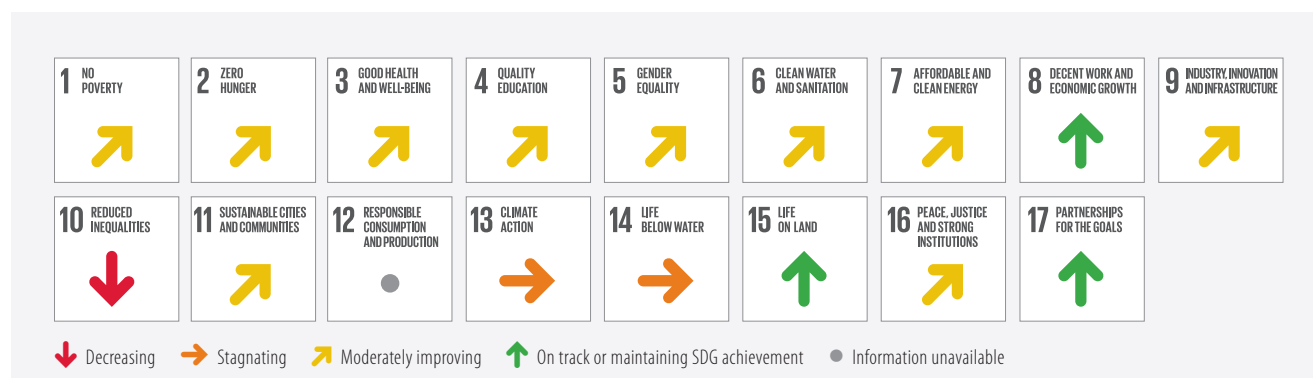 1 NO
POVERTY
2 ZERO
HUNGER
3 GOOD HEALTH
AND WELL-BEING
4 QUALITY
EDUCATION
5 GENDER
EQUALITY
6 CLEAN WATER
AND SANITATION
7 AFFORDABLE AND
CLEAN ENERGY
8 DECENT WORK AND
ECONOMIC GROWTH
9 INDUSTRY, INNOVATION
AND INFRASTRUCTURE
10 REDUCED
INEQUALITIES
11 SUSTAINABLE CITIES
AND COMMUNITIES
12 RESPONSIBLE
CONSUMPTION
AND PRODUCTION
13 CLIMATE
ACTION
14 LIFE
BELOW WATER
15 LIFE
ON LAND
16 PEACE, JUSTICE
AND STRONG
INSTITUTIONS
17 PARTNERSHIPS
FOR THE GOALS
Decreasing
Stagnating
Moderately improving
On track or maintaining SDG achievement
Information unavailable